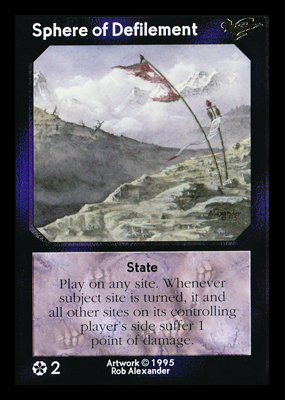 Sphere of Defilement
Alexander
State
Play on any site. Whenever
subject site is turned, it and
all other sites on its controlling
player's side suffer 1
point of damage.
2
Artwork © 1995
Rob Alexander